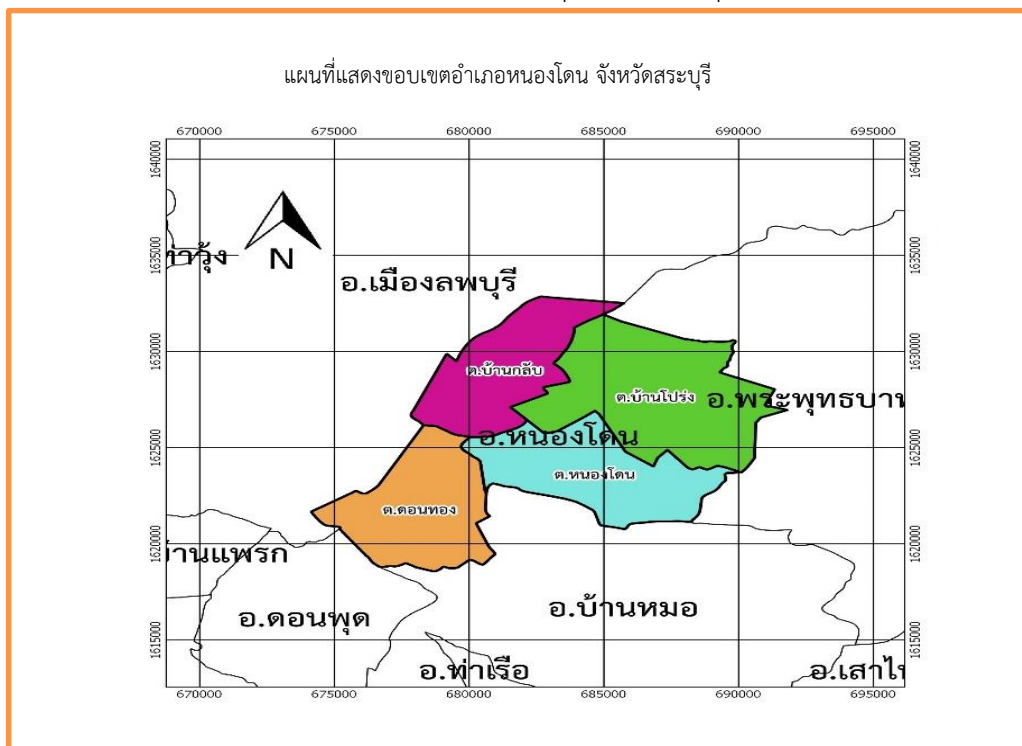 แผนที่แสดงขอบเขตอำเภอหนองโดน จังหวัดสระบุรี
670000 675000 680000 685000 690000 695000
1640000 1640000
1635000 1635000
N
อ.เมืองลพบุรี
1630000 1630000
ต.บ้านกลับ
ต.บ้านโปร่ง
อ.หนองโดน
1625000 1625000
ต.หนองโดน
ต.ดอนทอง
1620000 1620000
อ.ดอนพุด
อ.บ้านหมอ
1615000 1615000
อ.ท่าเรือ
670000 675000 680000 685000 690000 695000